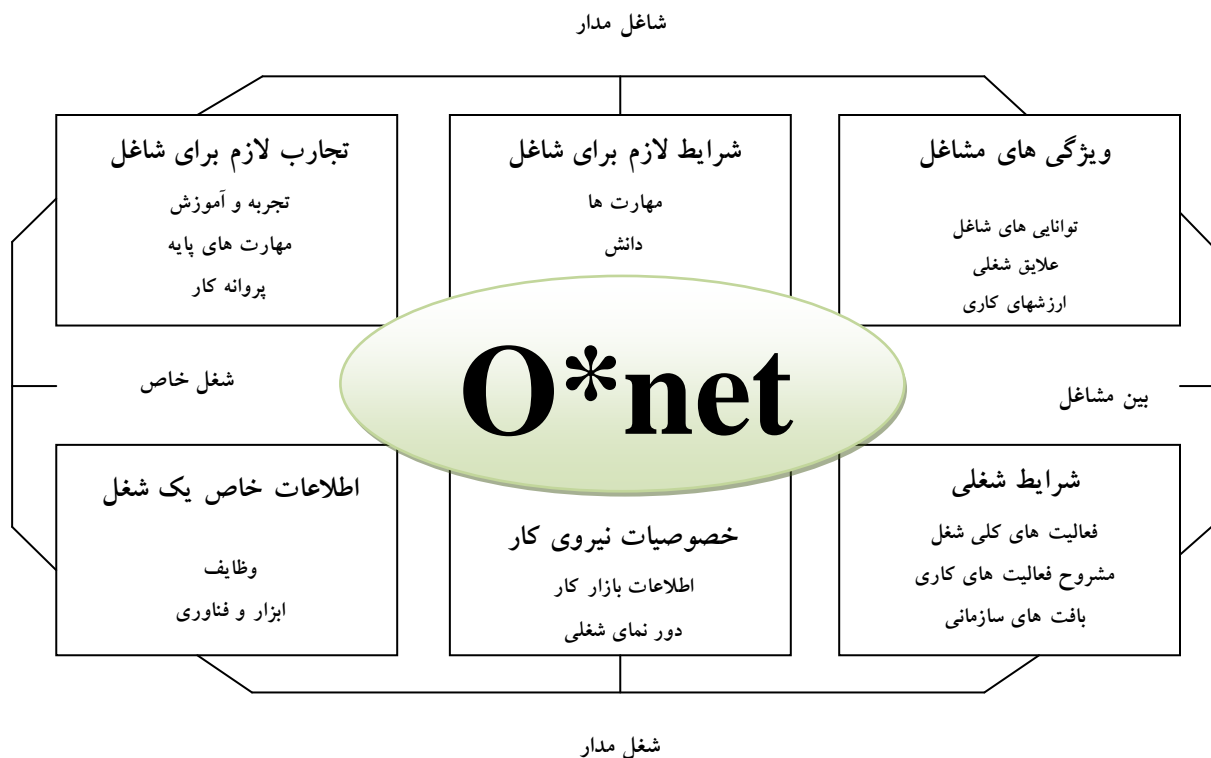 شاغل مدار
ویژگی های مشاغل
توانایی های شاغل
علایق شغلی
ارزشهای کاری
شرایط لازم برای شاغل
مهارت ها
دانش
تجارب لازم برای شاغل
تجربه و آموزش
مهارت های پایه
پروانه کار
بین مشاغل
O*net
شغل خاص
شرایط شغلی
فعالیت های کلی شغل
مشروح فعالیت های کاری
بافت های سازمانی
خصوصیات نیروی کار
اطلاعات بازار کار
دور نمای شغلی
اطلاعات خاص یک شغل
وظایف
ابزار و فناوری
شغل مدار